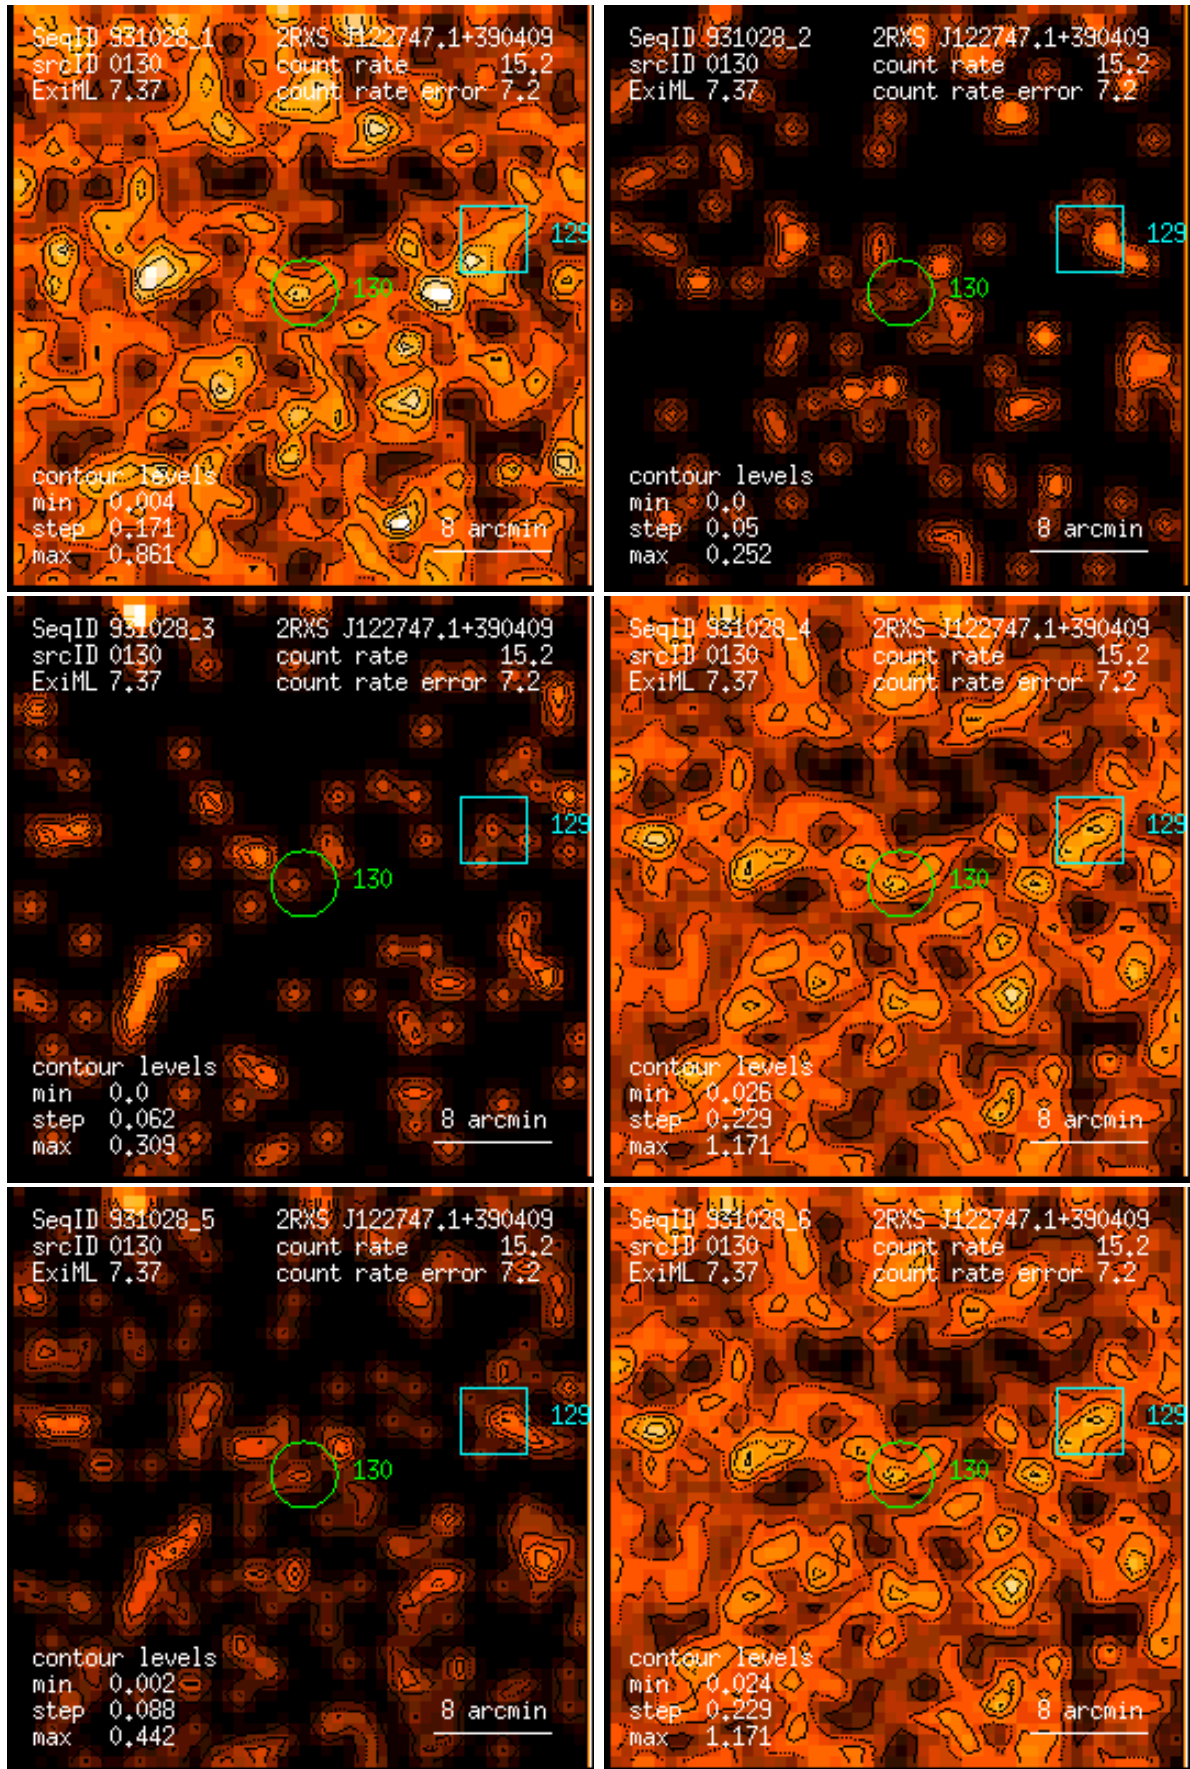 SeqID 931028_1 2RXS J122747.1+390409
srcID 0130 count rate 15.2
ExiML 7.37 count rate error 7.2
129
130
contour levels
min 0.004
step 0.171
max 0.861
8 arcmin
SeqID 931028_2 2RXS J122747.1+390409
srcID 0130 count rate 15.2
ExiML 7.37 count rate error 7.2
129
130
contour levels
min 0.0
step 0.05
max 0.252
8 arcmin
SeqID 931028_3 2RXS J122747.1+390409
srcID 0130 count rate 15.2
ExiML 7.37 count rate error 7.2
129
130
contour levels
min 0.0
step 0.062
max 0.309
8 arcmin
SeqID 931028_4 2RXS J122747.1+390409
srcID 0130 count rate 15.2
ExiML 7.37 count rate error 7.2
129
130
contour levels
min 0.026
step 0.229
max 1.171
8 arcmin
SeqID 931028_5 2RXS J122747.1+390409
srcID 0130 count rate 15.2
ExiML 7.37 count rate error 7.2
129
130
contour levels
min 0.002
step 0.088
max 0.442
8 arcmin
SeqID 931028_6 2RXS J122747.1+390409
srcID 0130 count rate 15.2
ExiML 7.37 count rate error 7.2
129
130
contour levels
min 0.024
step 0.229
max 1.171
8 arcmin